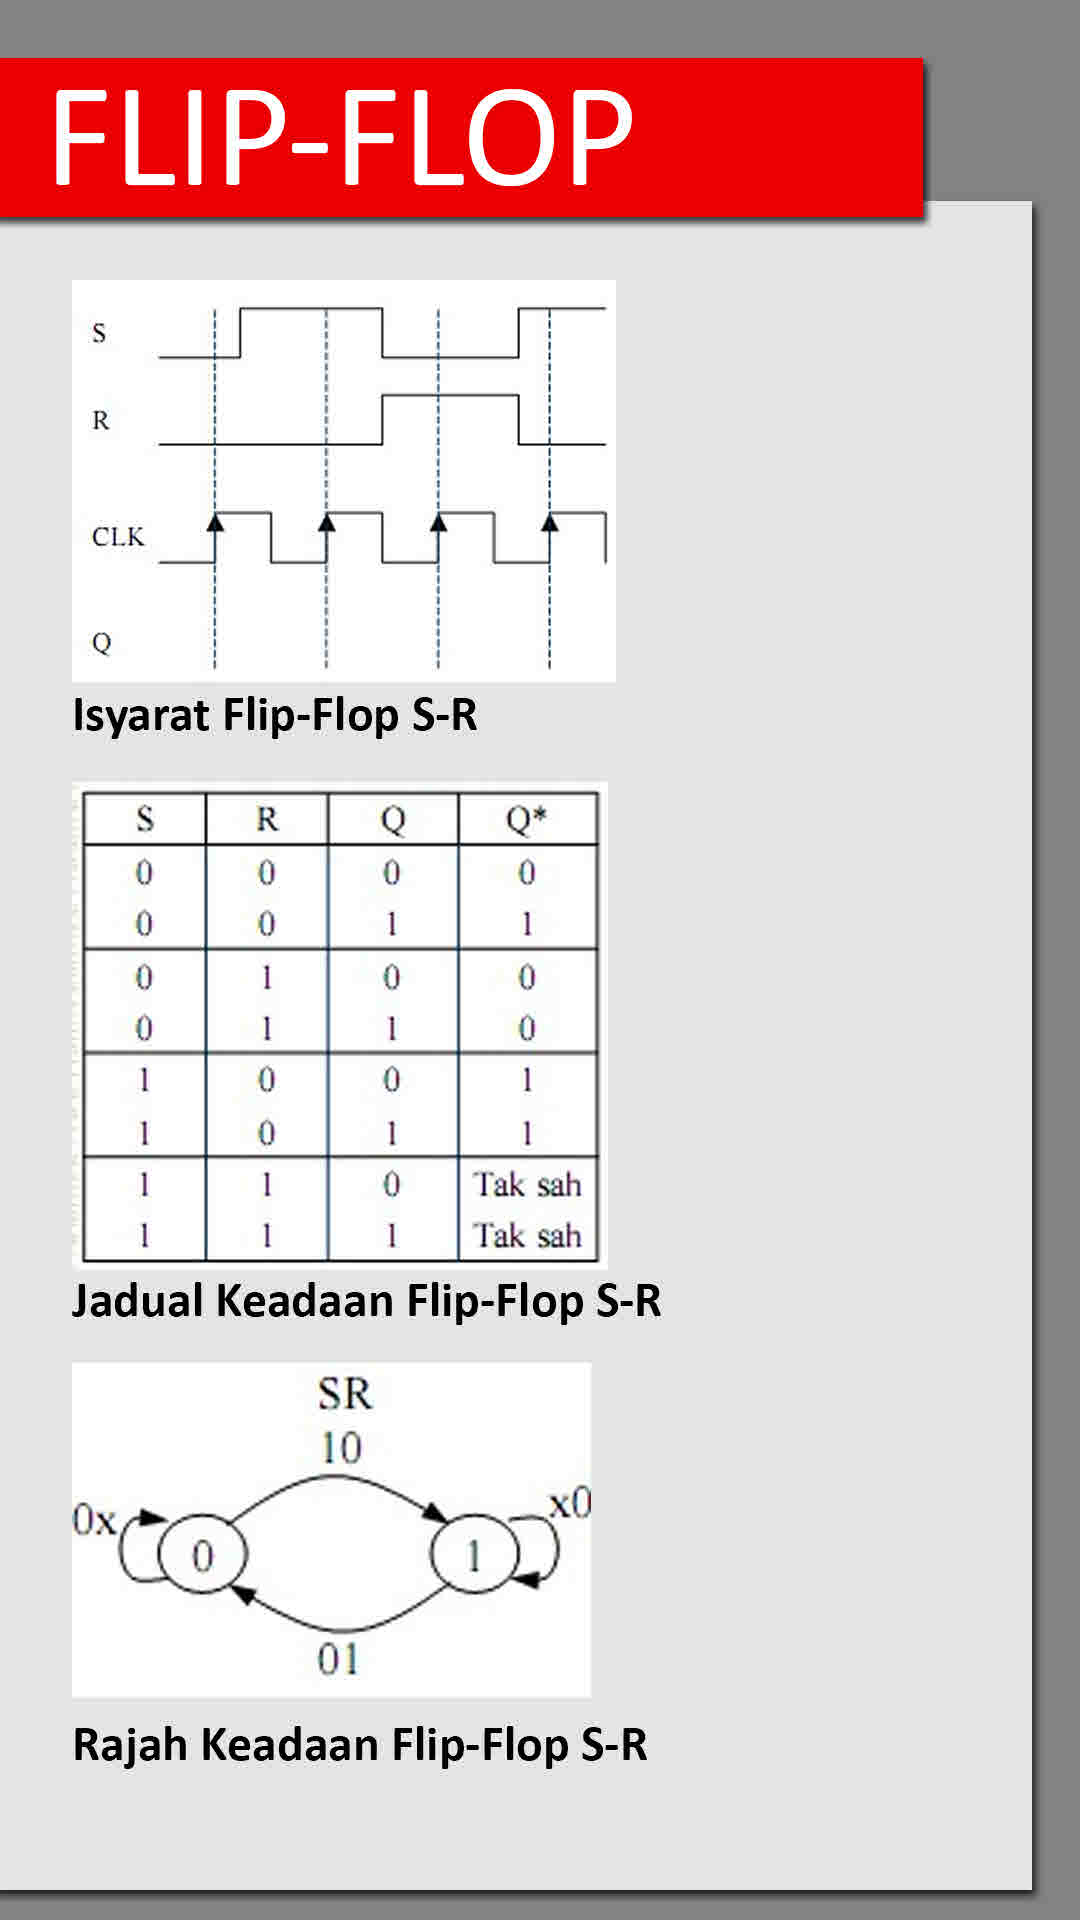 FLIP-FLOP
S
R
CLK
Q
Isyarat Flip-Flop S-R
S R Q Q*
0 0 0 0
0 0 1 1
0 1 0 0
0 1 1 0
1 0 0 1
1 0 1 1
1 1 0 Tak sah
1 1 1 Tak sah
Jadual Keadaan Flip-Flop S-R
SR
10
0x x0
0 1
01
Rajah Keadaan Flip-Flop S-R